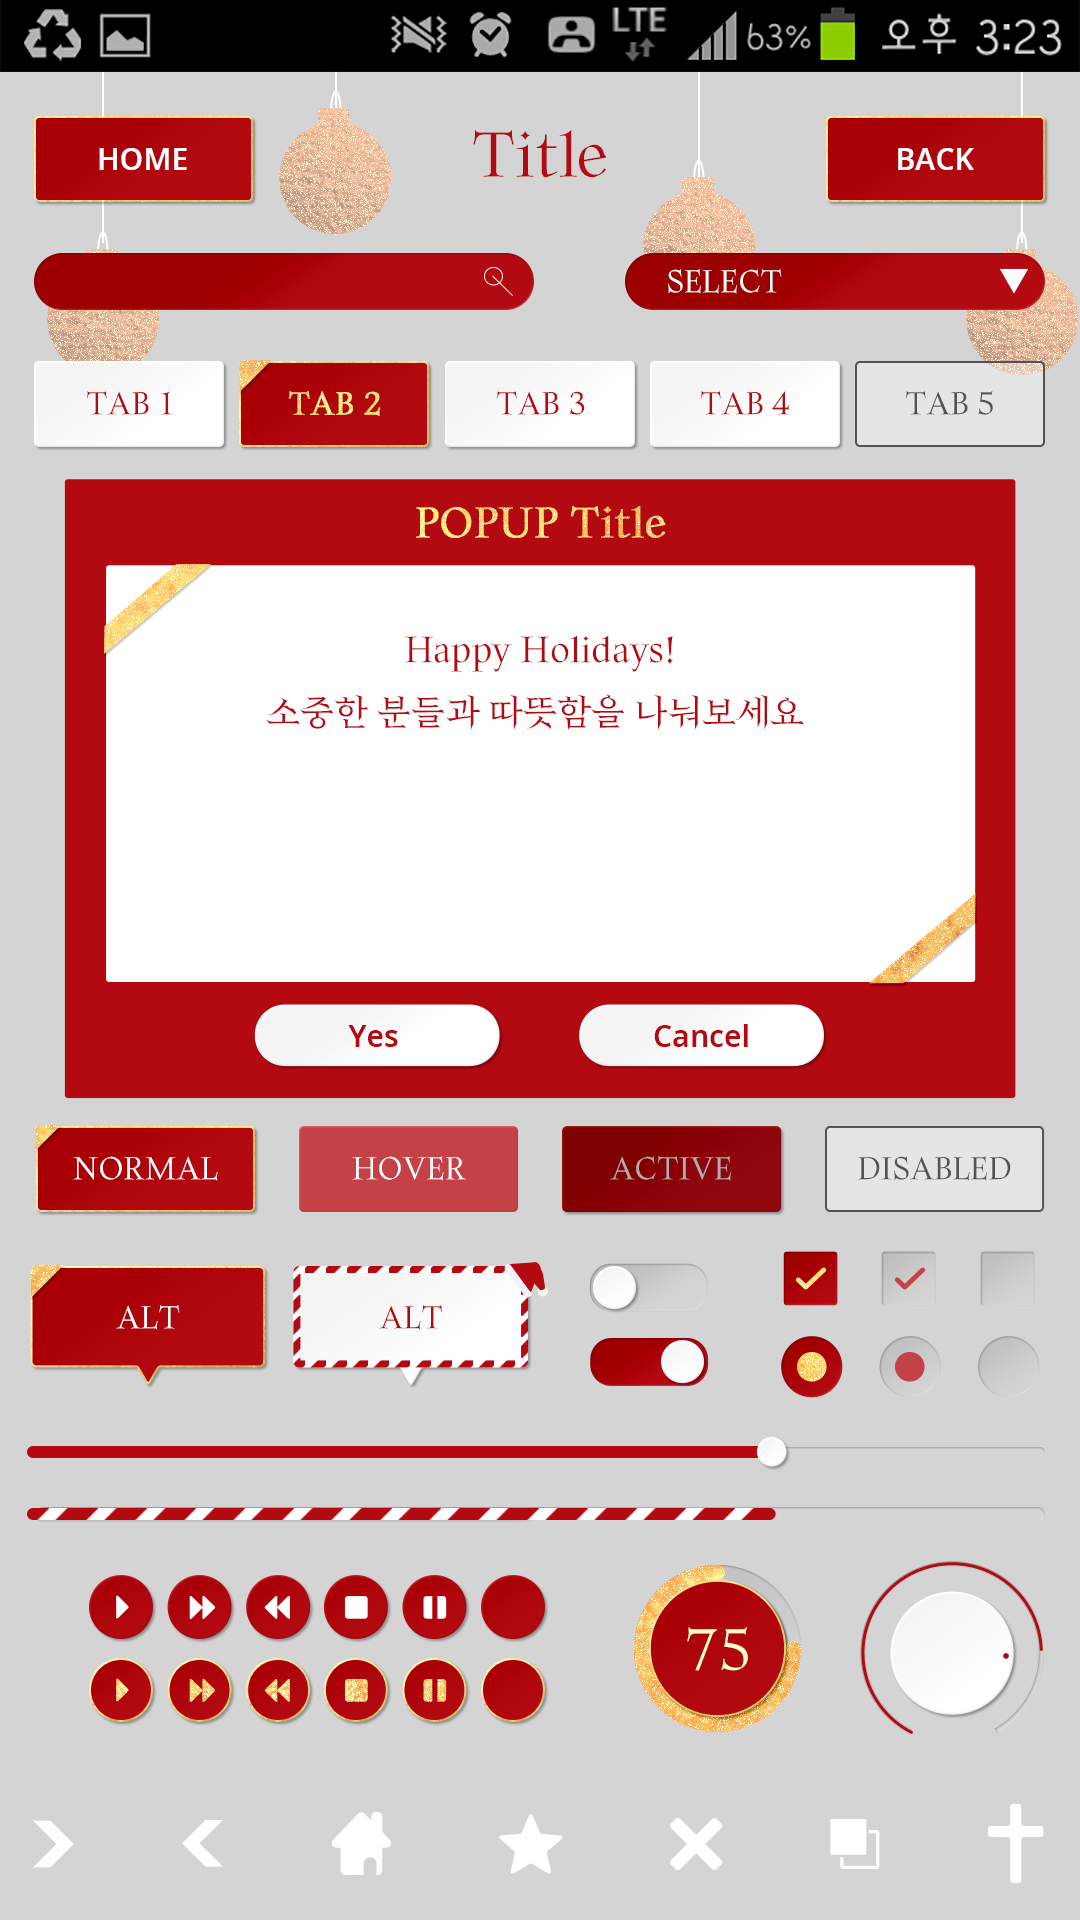 LTE 63% 오후 3:23
HOME Title BACK
SELECT
TAB 1 TAB 2 TAB 3 TAB 4 TAB 5
POPUP Title
Happy Holidays!
소중한 분들과 따뜻함을 나눠보세요
Yes Cancel
NORMAL HOVER ACTIVE DISABLED
ALT ALT
75